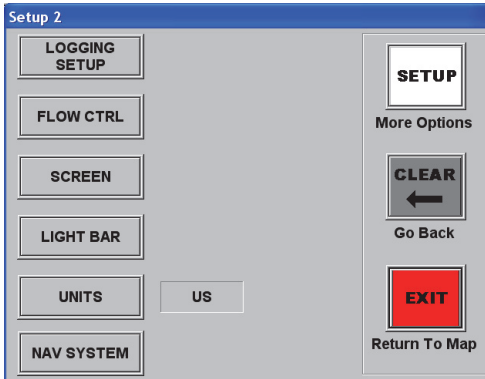 Setup 2
LOGGING
SETUP
FLOW CTRL
SCREEN
LIGHT BAR
UNITS
US
NAV SYSTEM
SETUP
More Options
CLEAR
Go Back
EXIT
Return To Map